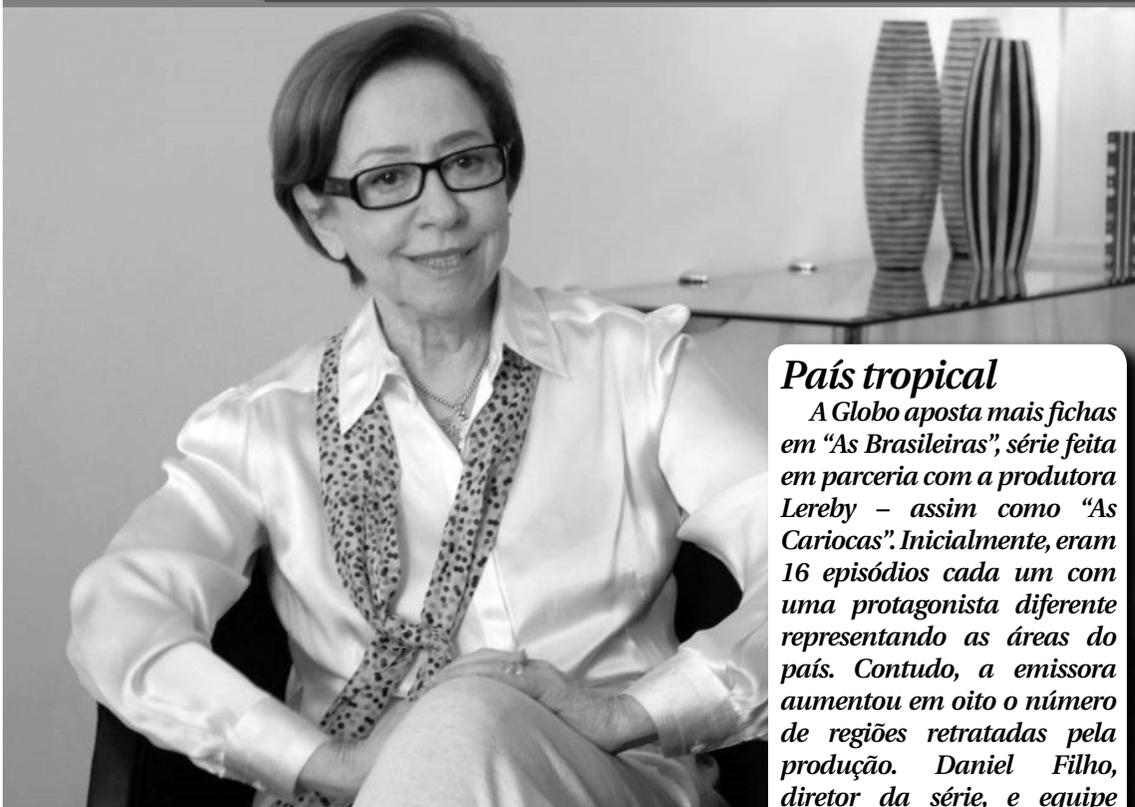 País tropical
A Globo aposta mais fichas
em “As Brasileiras”, série feita
em parceria com a produtora
Lereby – assim como “As
Cariocas”. Inicialmente, eram
16 episódios cada um com
uma protagonista diferente
representando as áreas do
país. Contudo, a emissora
aumentou em oito o número
de regiões retratadas pela
produção. Daniel Filho,
diretor da série, e equipe